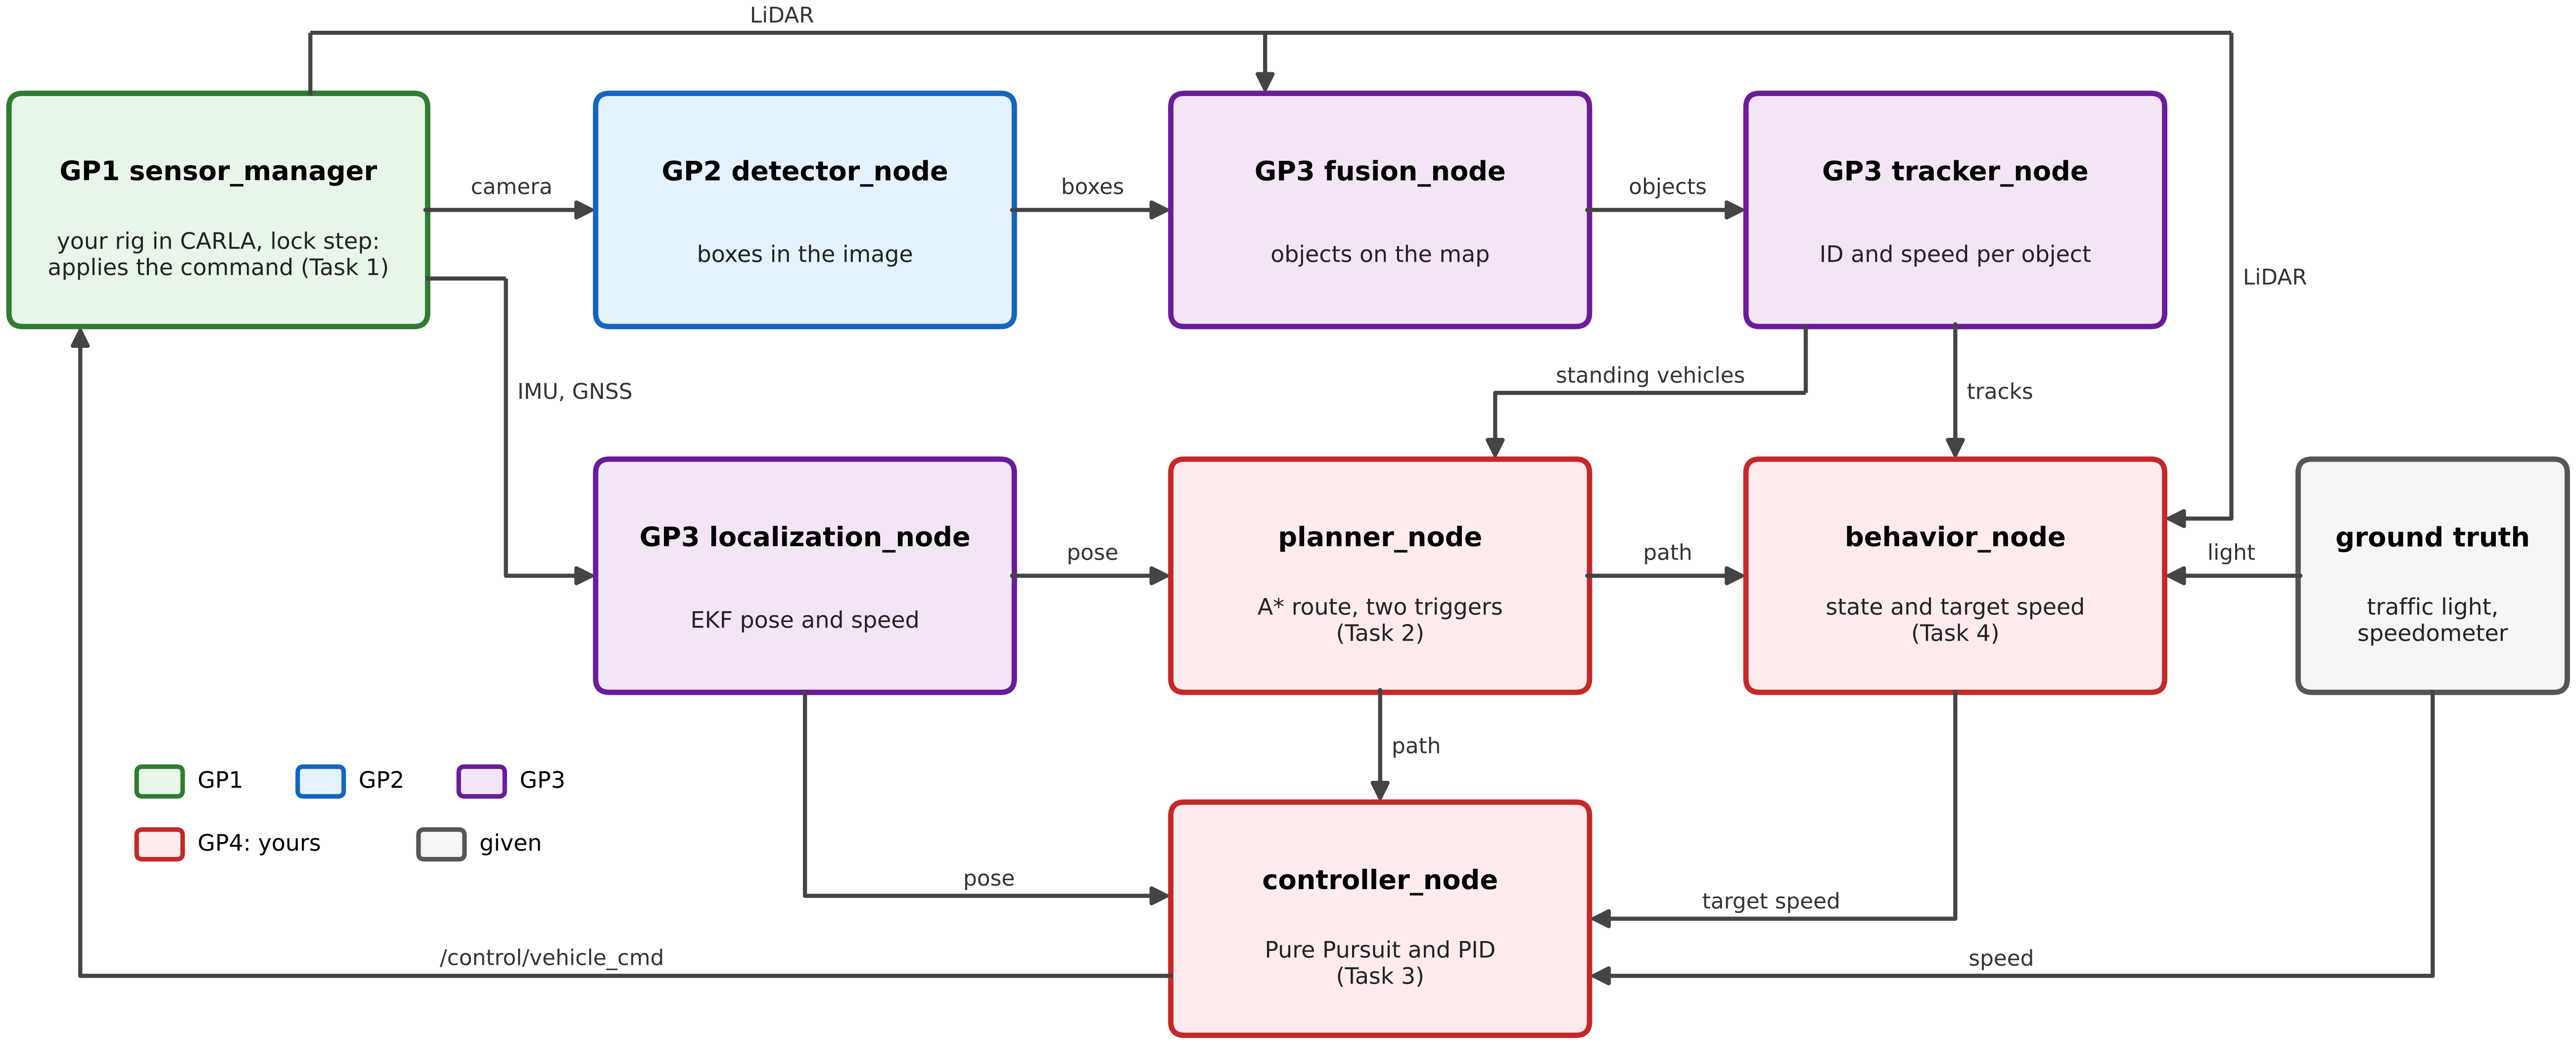 LiDAR
GP1 sensor_manager
your rig in CARLA, lock step:
applies the command (Task 1)
camera
GP2 detector_node
boxes in the image
boxes
GP3 fusion_node
objects on the map
objects
GP3 tracker_node
ID and speed per object
LiDAR
IMU, GNSS
standing vehicles
tracks
GP3 localization_node
EKF pose and speed
pose
planner_node
A* route, two triggers
(Task 2)
path
behavior_node
state and target speed
(Task 4)
light
ground truth
traffic light,
speedometer
path
GP1
GP2
GP3
GP4: yours
given
pose
controller_node
Pure Pursuit and PID
(Task 3)
target speed
speed
/control/vehicle_cmd